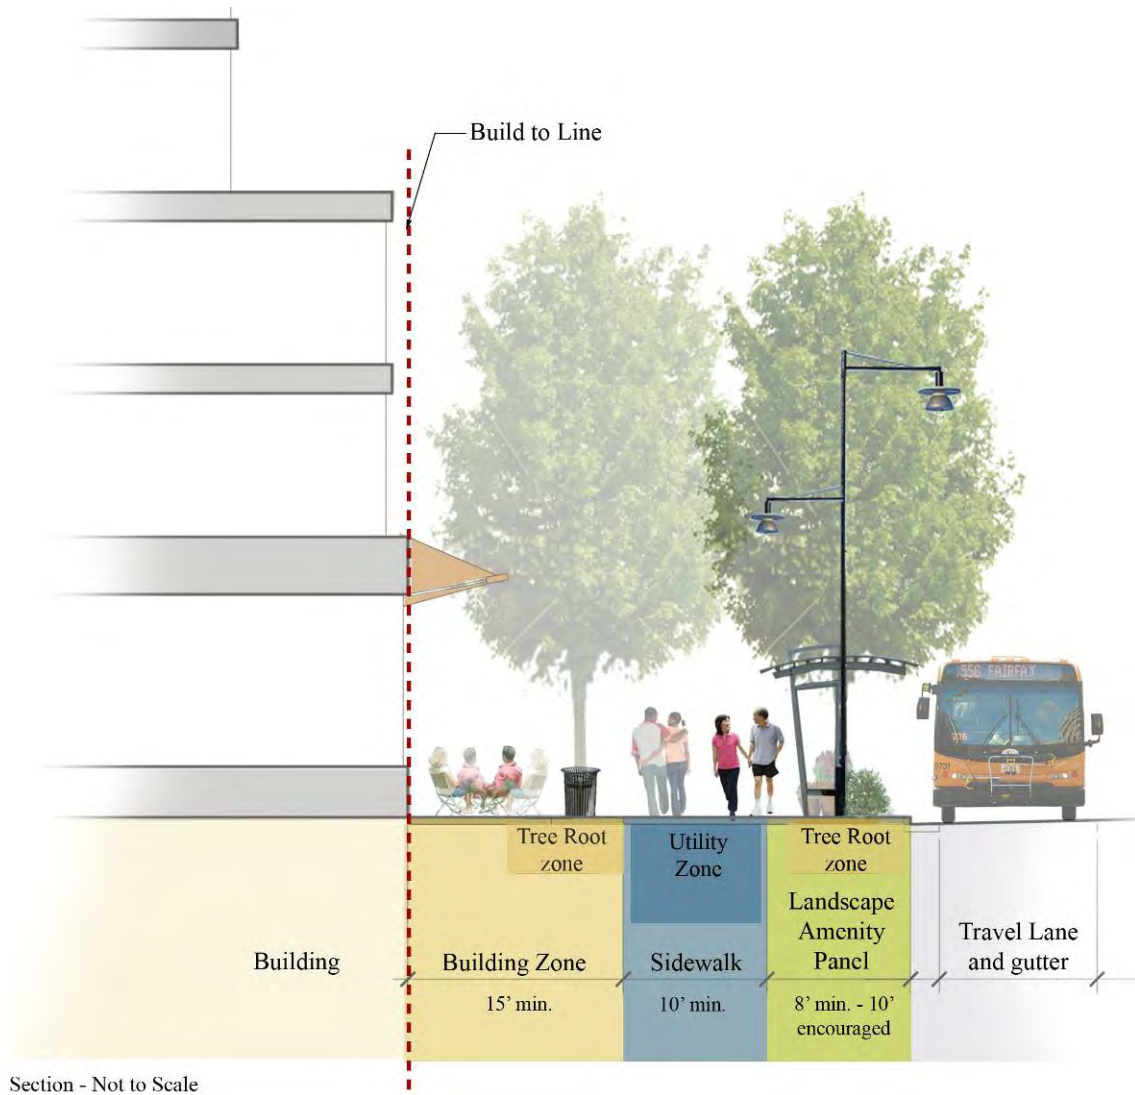 Build to Line
556 FAIRFAX
Tree Root
zone
Utility
Zone
Tree Root
zone
Landscape
Amenity
Panel
Building
Building Zone
Sidewalk
Travel Lane
and gutter
15' min.
10' min.
8' min. - 10'
encouraged
Section - Not to Scale